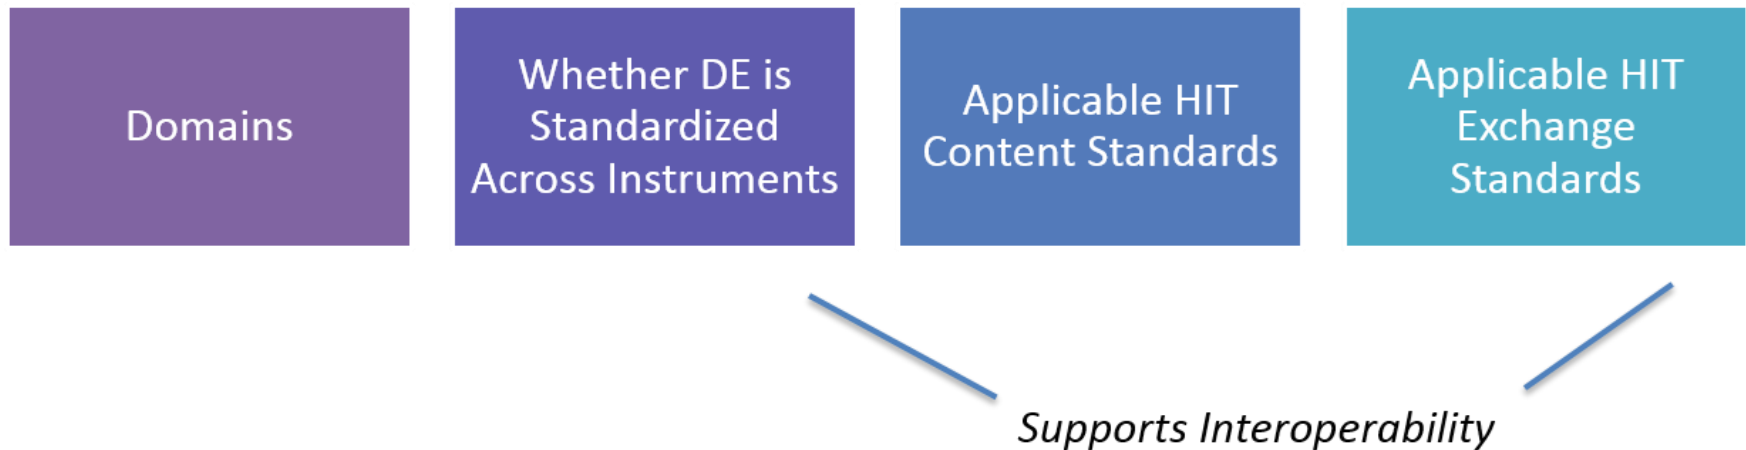 Domains
Whether DE is
Standardized
Across Instruments
Applicable HIT
Content Standards
Applicable HIT
Exchange
Standards
Supports Interoperability